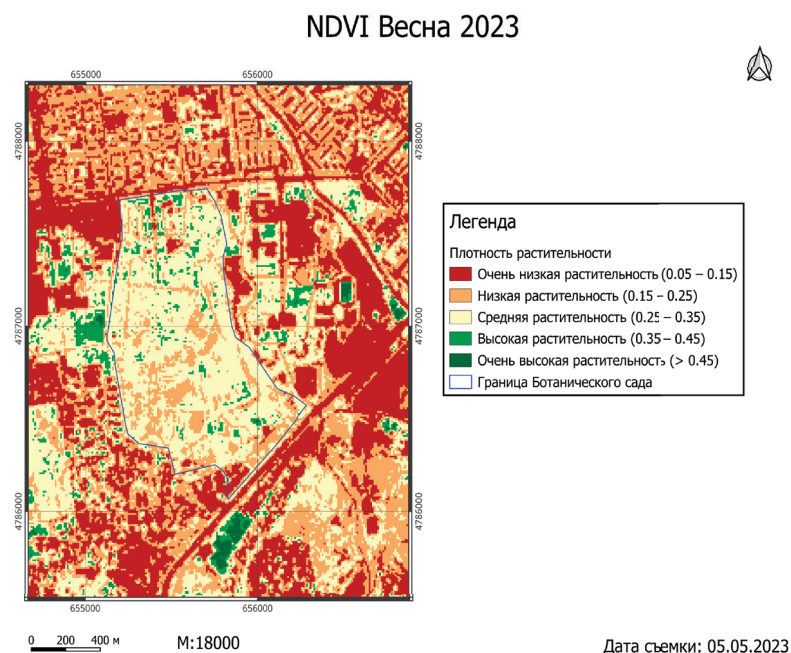 NDVI Весна 2023
655000 656000
4788000 4788000
4787000 4787000
4786000 4786000
655000 656000
Легенда
Плотность растительности
Очень низкая растительность (0.05 – 0.15)
Низкая растительность (0.15 – 0.25)
Средняя растительность (0.25 – 0.35)
Высокая растительность (0.35 – 0.45)
Очень высокая растительность (> 0.45)
Граница Ботанического сада
0 200 400 м
М:18000
Дата съемки: 05.05.2023